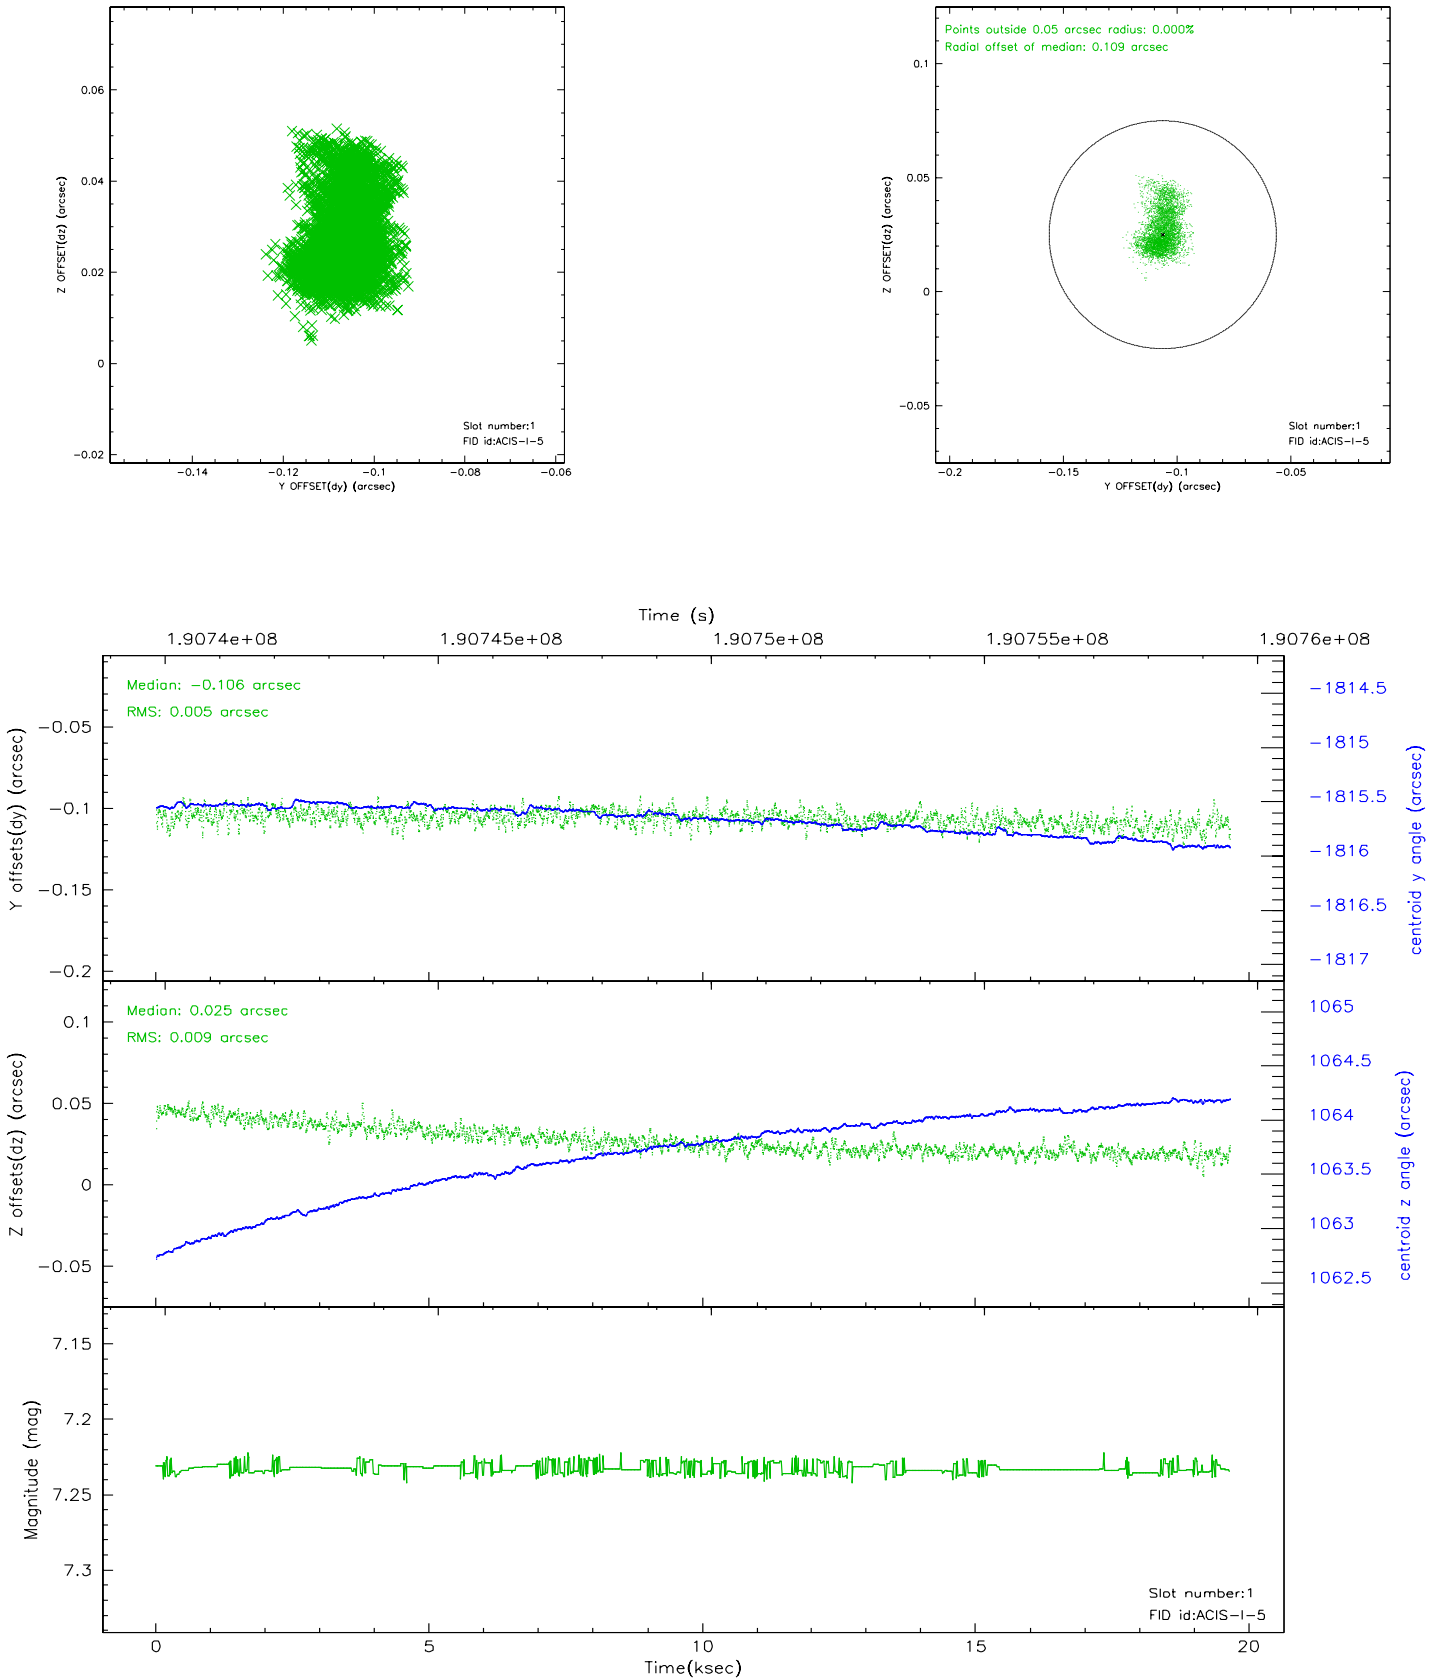 0.06
0.04
0.02
0
−0.02
Z OFFSET(dz) (arcsec)
−0.14
−0.12
−0.1
−0.08
−0.06
Y OFFSET(dy) (arcsec)
Slot number:1
FID id:ACIS−I−5
Points outside 0.05 arcsec radius: 0.000%
Radial offset of median: 0.109 arcsec
0.1
0.05
0
−0.05
Z OFFSET(dz) (arcsec)
−0.2
−0.15
−0.1
−0.05
Y OFFSET(dy) (arcsec)
Slot number:1
FID id:ACIS−I−5
Time (s)
1.9074e+08
1.90745e+08
1.9075e+08
1.90755e+08
1.9076e+08
Median: −0.106 arcsec
RMS: 0.005 arcsec
−0.05
−0.1
−0.15
−0.2
Y offsets(dy) (arcsec)
−1814.5
−1815
−1815.5
−1816
−1816.5
−1817
centroid y angle (arcsec)
Median: 0.025 arcsec
RMS: 0.009 arcsec
0.1
0.05
0
−0.05
Z offsets(dz) (arcsec)
1065
1064.5
1064
1063.5
1063
1062.5
centroid z angle (arcsec)
7.15
7.2
7.25
7.3
Magnitude (mag)
Slot number:1
FID id:ACIS−I−5
0
5
10
15
20
Time(ksec)